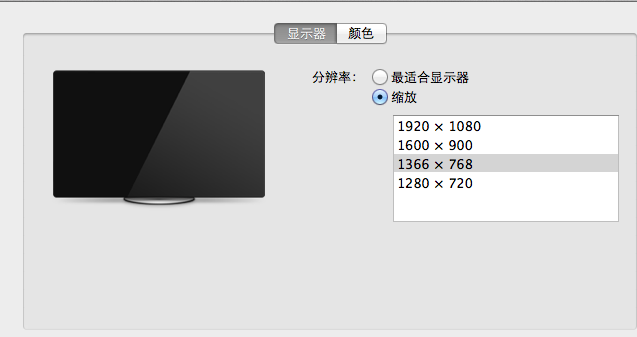 显示器 颜色
分辨率： 最适合显示器
缩放
1920 × 1080
1600 × 900
1366 × 768
1280 × 720